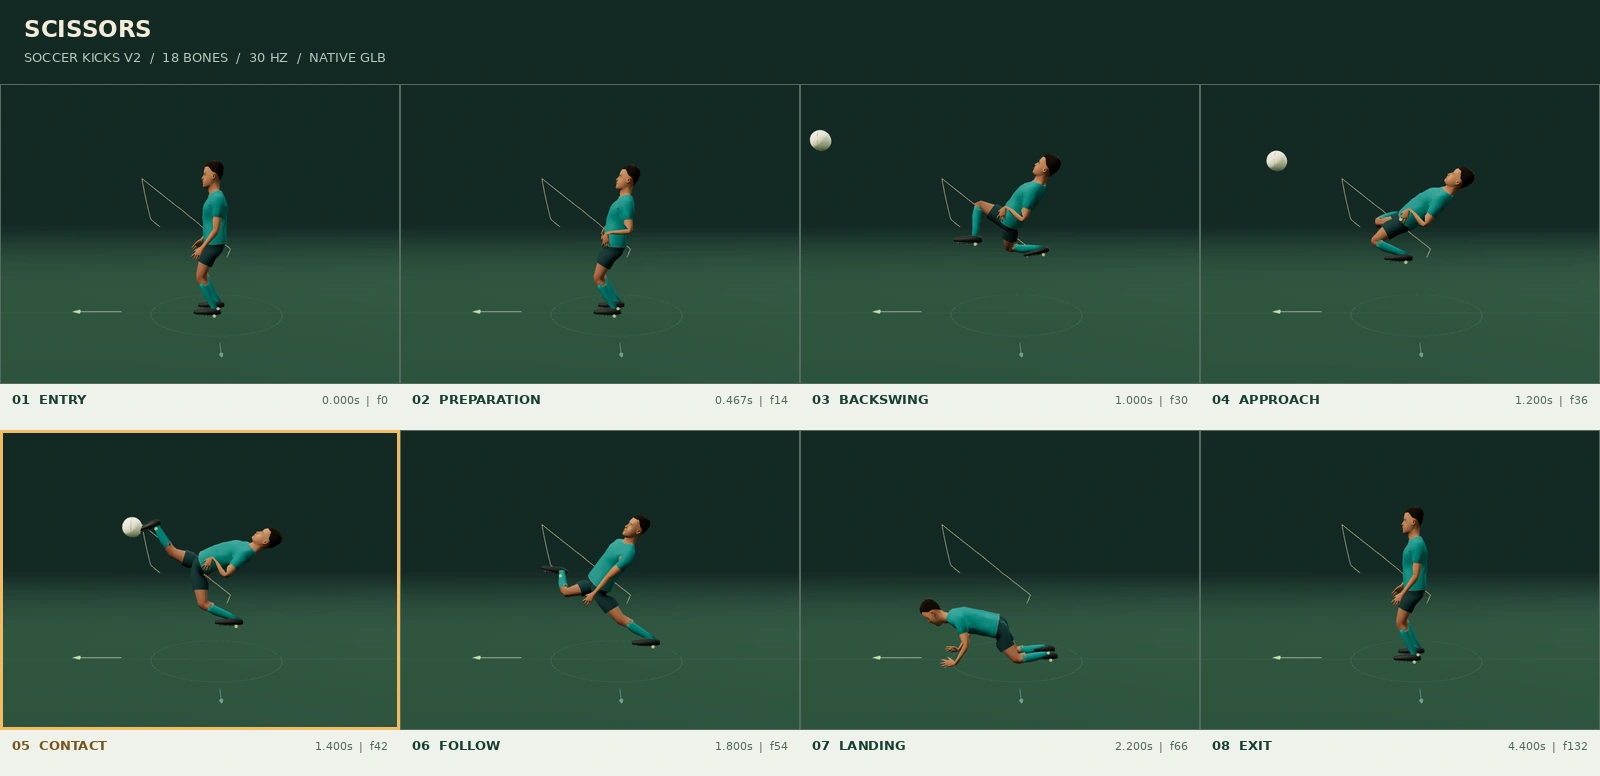 SCISSORS
SOCCER KICKS V2 / 18 BONES / 30 HZ / NATIVE GLB
01 ENTRY 0.000s | f0
02 PREPARATION 0.467s | f14
03 BACKSWING 1.000s | f30
04 APPROACH 1.200s | f36
05 CONTACT 1.400s | f42
06 FOLLOW 1.800s | f54
07 LANDING 2.200s | f66
08 EXIT 4.400s | f132